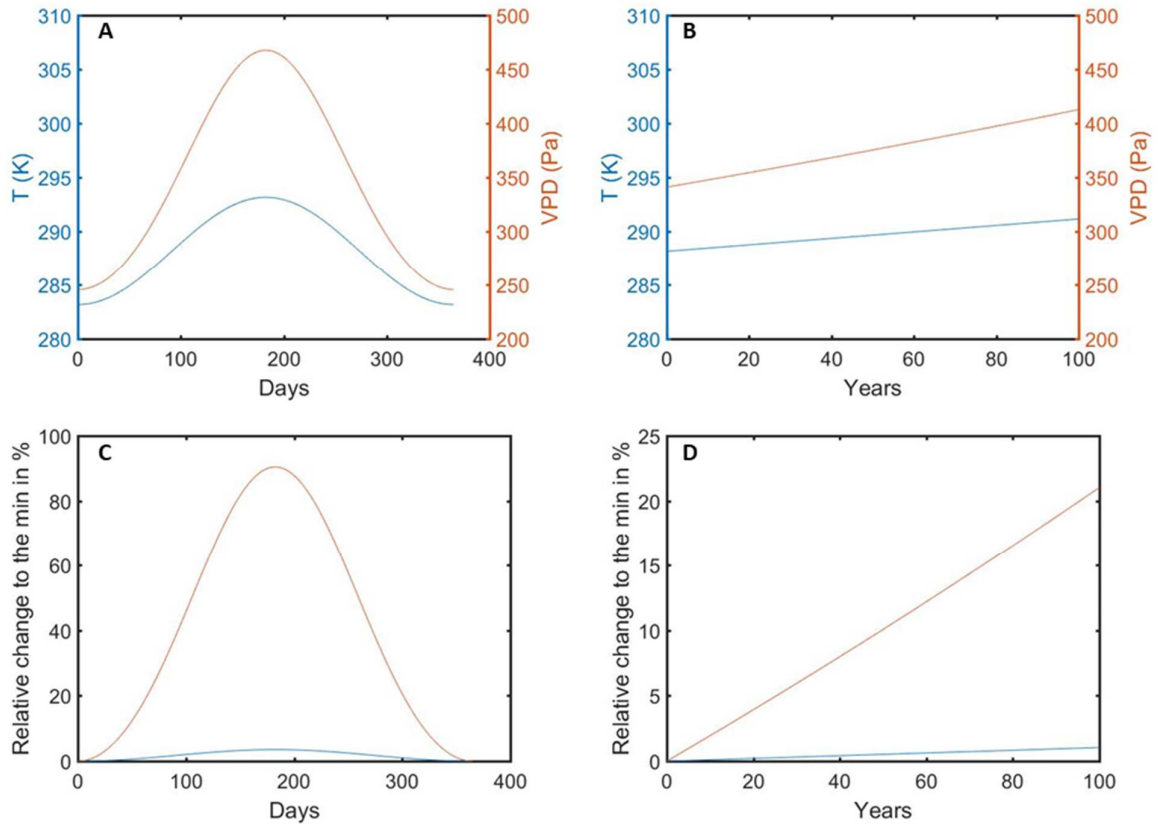 A
310
305
300
295
290
285
280
T (K)
500
450
400
350
300
250
200
VPD (Pa)
0 100 200 300 400
Days
B
310
305
300
295
290
285
280
T (K)
500
450
400
350
300
250
200
VPD (Pa)
0 20 40 60 80 100
Years
C
100
80
60
40
20
0
Relative change to the min in %
0 100 200 300 400
Days
D
25
20
15
10
5
0
Relative change to the min in %
0 20 40 60 80 100
Years